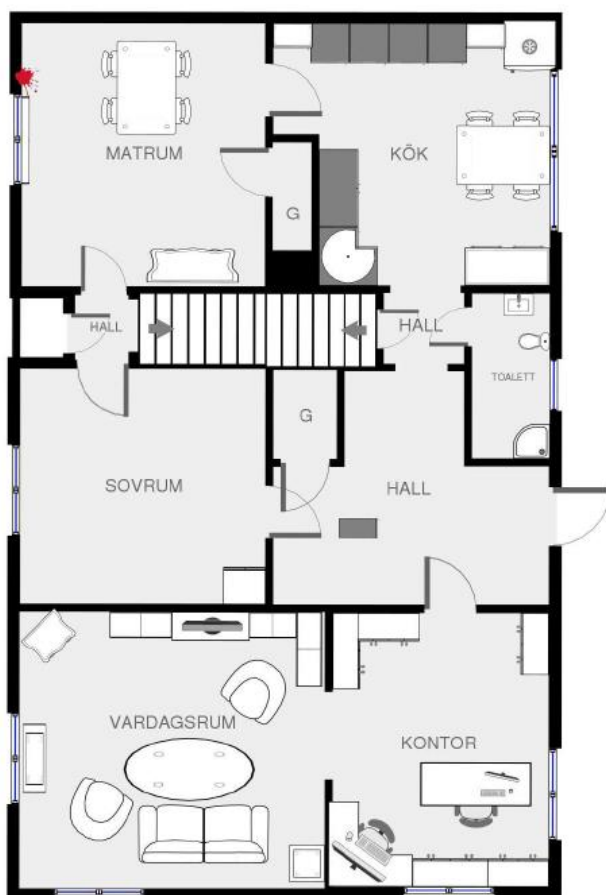 MATRUM
KÖK
G
HALL
HALL
TOALETT
G
SOVRUM
HALL
VARDAGSRUM
KONTOR